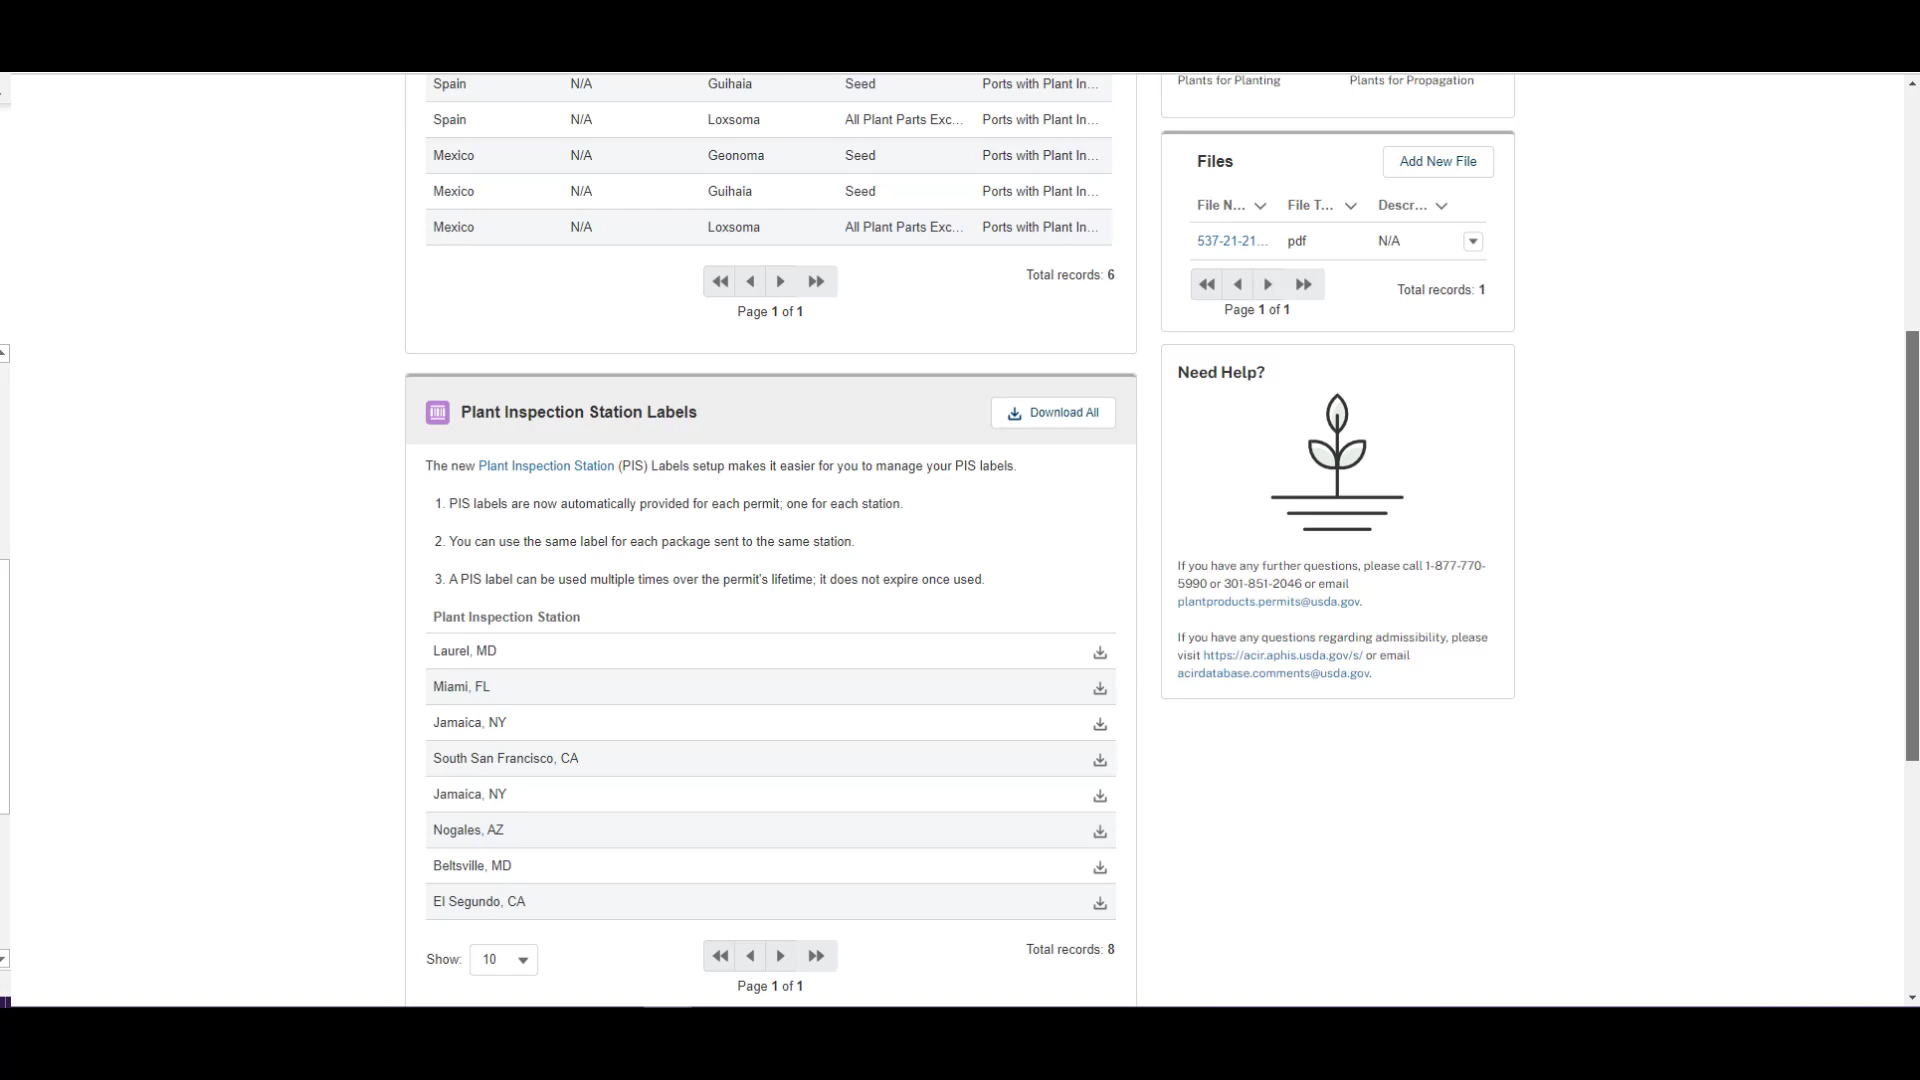 Spain N/A Guihaia Seed Ports with Plant In...
Spain N/A Loxsoma All Plant Parts Exc... Ports with Plant In...
Mexico N/A Geonoma Seed Ports with Plant In...
Mexico N/A Guihaia Seed Ports with Plant In...
Mexico N/A Loxsoma All Plant Parts Exc... Ports with Plant In...
Total records: 6
Page 1 of 1
Plant Inspection Station Labels
Download All
The new Plant Inspection Station (PIS) Labels setup makes it easier for you to manage your PIS labels.
1. PIS labels are now automatically provided for each permit; one for each station.
2. You can use the same label for each package sent to the same station.
3. A PIS label can be used multiple times over the permit's lifetime; it does not expire once used.
Plant Inspection Station
Laurel, MD
Miami, FL
Jamaica, NY
South San Francisco, CA
Jamaica, NY
Nogales, AZ
Beltsville, MD
El Segundo, CA
Show: 10
Total records: 8
Page 1 of 1
Plants for Planting Plants for Propagation
Files
Add New File
File N... File T... Descr...
537-21-21... pdf N/A
Total records: 1
Page 1 of 1
Need Help?
If you have any further questions, please call 1-877-770-
5990 or 301-851-2046 or email
plantproducts.permits@usda.gov.
If you have any questions regarding admissibility, please
visit https://acir.aphis.usda.gov/s/ or email
acirdatabase.comments@usda.gov.